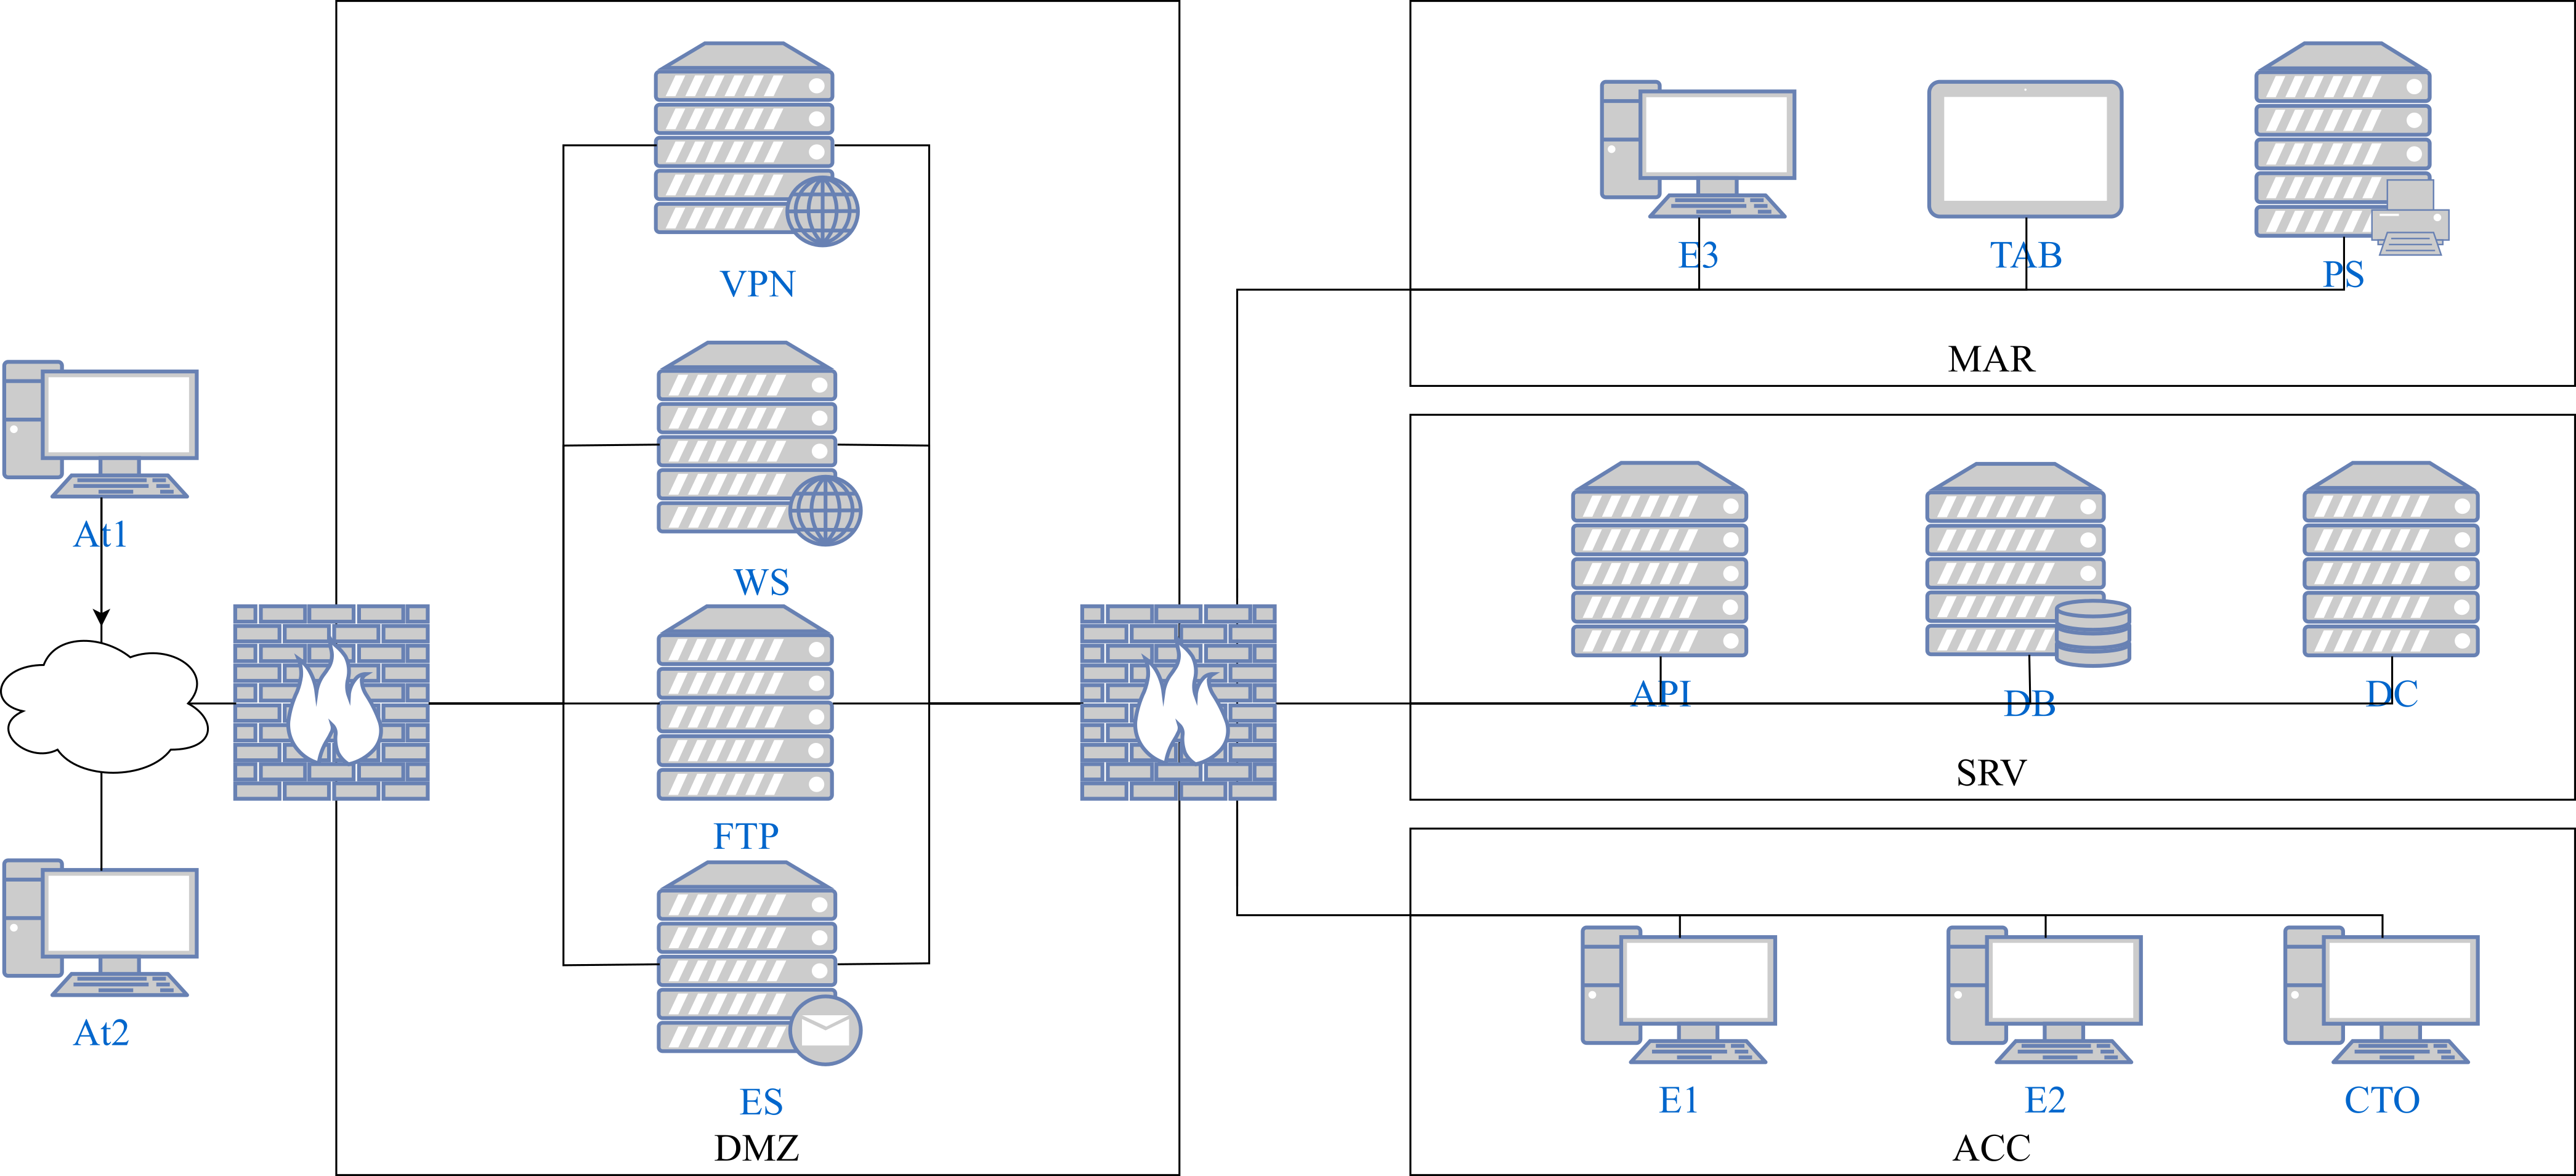 At1
At2
VPN
WS
FTP
ES
DMZ
E3
TAB
PS
MAR
API
DB
DC
SRV
E1
E2
CTO
ACC